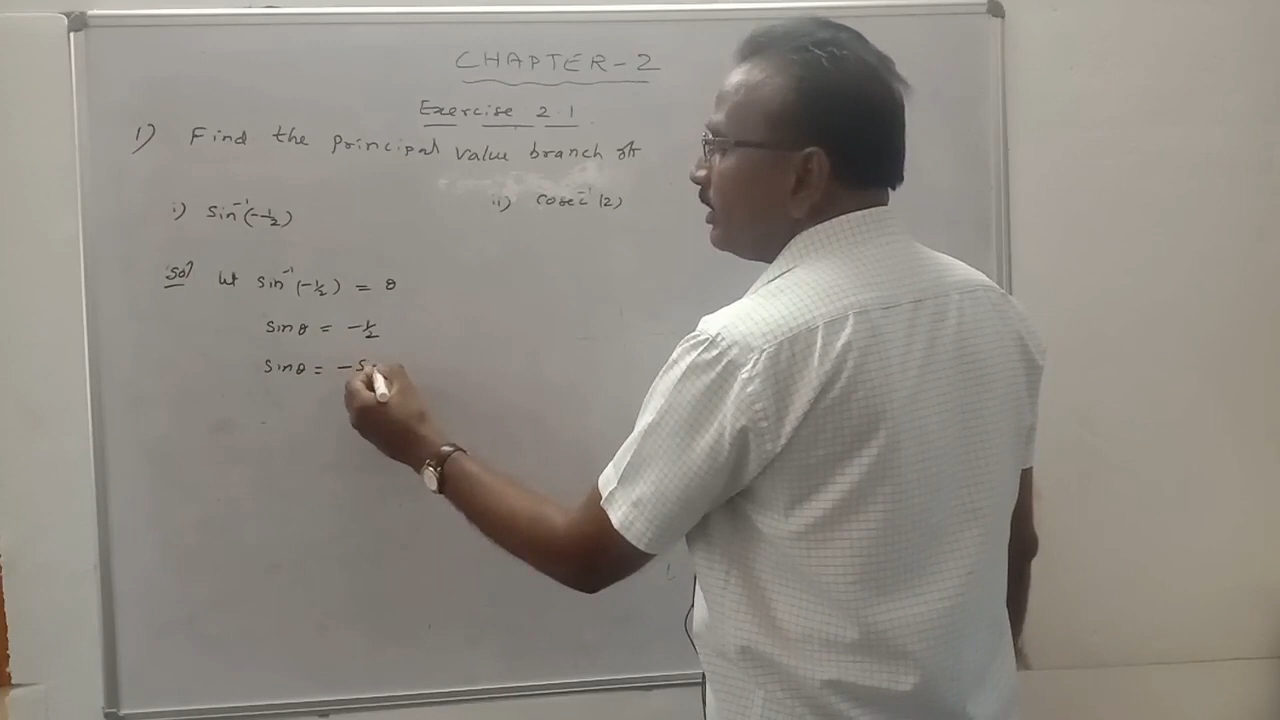 CHAPTER-2
Exercise 2.1
1) Find the principal value branch of
i) Sin⁻¹(-1/2)
ii) Cosec⁻¹(2)
Sol
let Sin⁻¹(-1/2) = θ
Sinθ = -1/2
Sinθ = -S